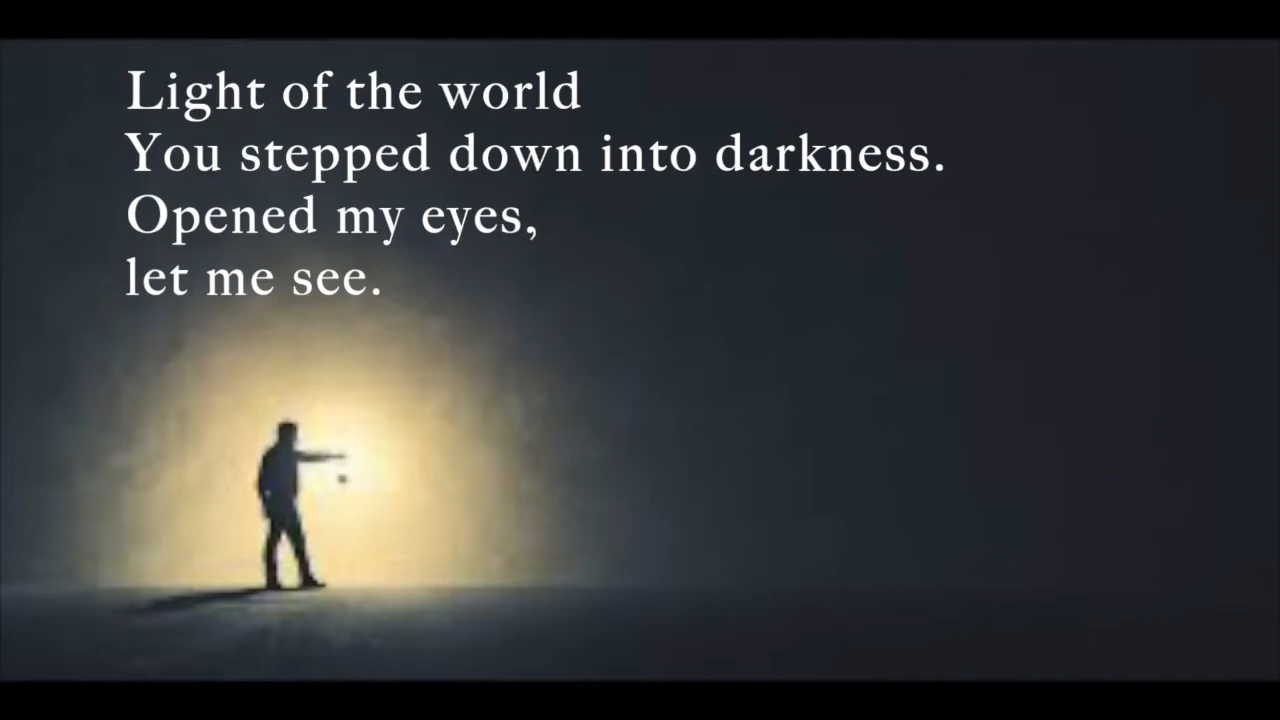 Light of the world
You stepped down into darkness.
Opened my eyes,
let me see.